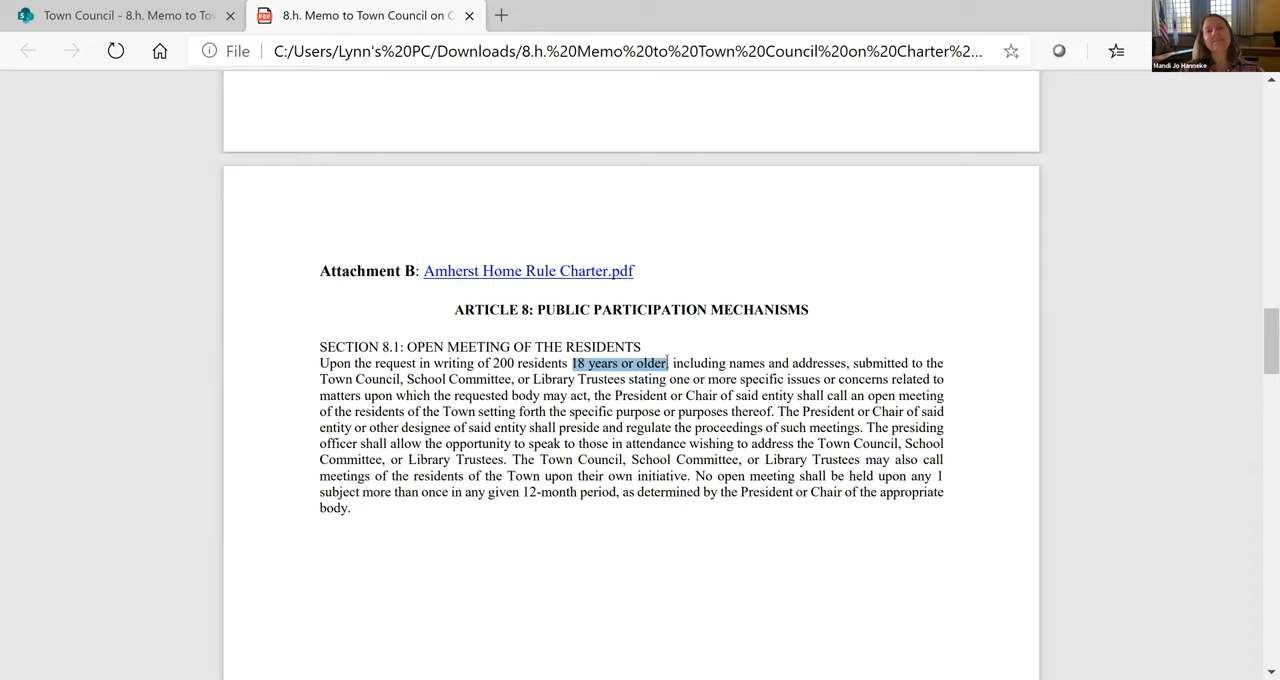 Town Council - 8.h. Memo to Tow
8.h. Memo to Town Council on C
File
C:/Users/Lynn's%20PC/Downloads/8.h.%20Memo%20to%20Town%20Council%20on%20Charter%2...
Mandi Jo Hanneke
Attachment B: Amherst Home Rule Charter.pdf
ARTICLE 8: PUBLIC PARTICIPATION MECHANISMS
SECTION 8.1: OPEN MEETING OF THE RESIDENTS
Upon the request in writing of 200 residents 18 years or older, including names and addresses, submitted to the
Town Council, School Committee, or Library Trustees stating one or more specific issues or concerns related to
matters upon which the requested body may act, the President or Chair of said entity shall call an open meeting
of the residents of the Town setting forth the specific purpose or purposes thereof. The President or Chair of said
entity or other designee of said entity shall preside and regulate the proceedings of such meetings. The presiding
officer shall allow the opportunity to speak to those in attendance wishing to address the Town Council, School
Committee, or Library Trustees. The Town Council, School Committee, or Library Trustees may also call
meetings of the residents of the Town upon their own initiative. No open meeting shall be held upon any 1
subject more than once in any given 12-month period, as determined by the President or Chair of the appropriate
body.